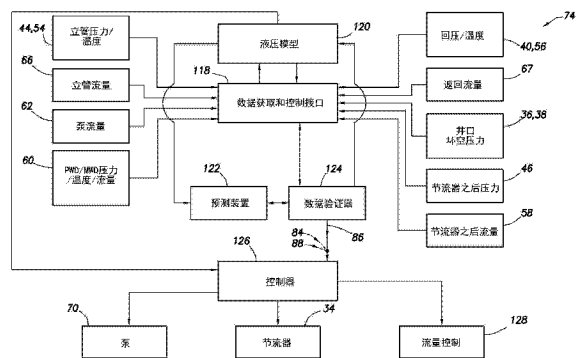 74
44,54
立管压力/
温度
66
立管流量
62
泵流量
60
PWD/MWD压力
/温度/流量
120
液压模型
118
数据获取和控制接口
回压/温度
40,56
返回流量
67
井口
环空压力
36,38
节流器之后压力
46
节流器之后流量
58
122
预测装置
124
数据验证器
84
88
86
126
控制器
70
泵
节流器
34
流量控制
128